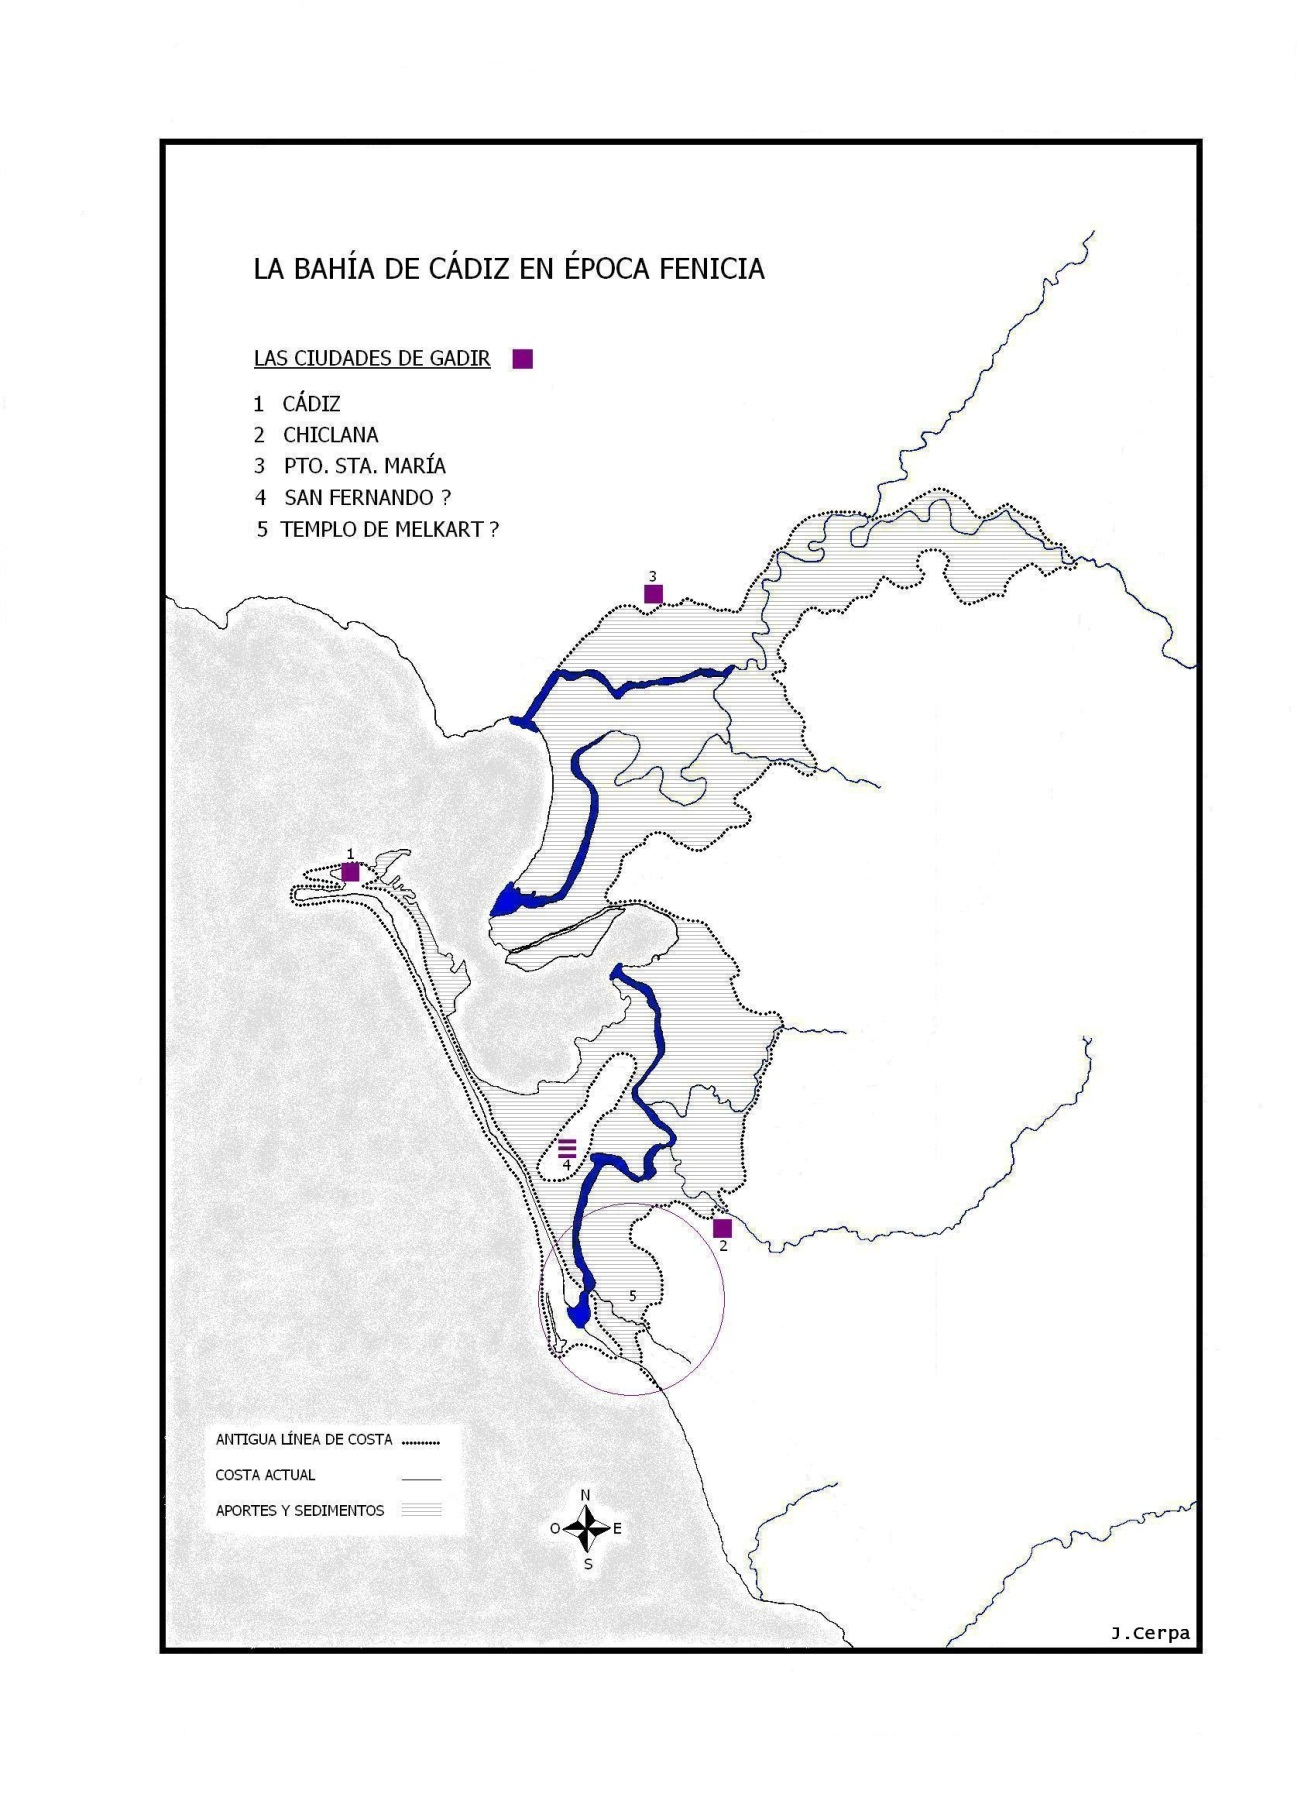 LA BAHÍA DE CÁDIZ EN ÉPOCA FENICIA
LAS CIUDADES DE GADIR
1 CÁDIZ
2 CHICLANA
3 PTO. STA. MARÍA
4 SAN FERNANDO ?
5 TEMPLO DE MELKART ?
3
1
4
2
5
ANTIGUA LÍNEA DE COSTA
COSTA ACTUAL
APORTES Y SEDIMENTOS
N
O E
S
J.Cerpa